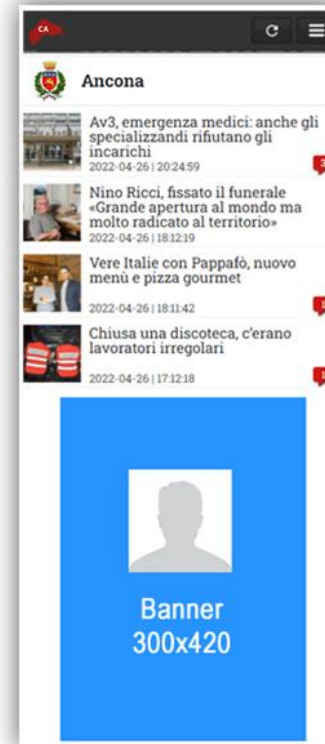 CA
Ancona
Av3, emergenza medici: anche gli
specializzandi rifiutano gli
incarichi
2022-04-26 | 20:24:59
Nino Ricci, fissato il funerale
«Grande apertura al mondo ma
molto radicato al territorio»
2022-04-26 | 18:12:19
Vere Italie con Pappafò, nuovo
menù e pizza gourmet
2022-04-26 | 18:11:42
Chiusa una discoteca, c'erano
lavoratori irregolari
2022-04-26 | 17:12:18
Banner
300x420